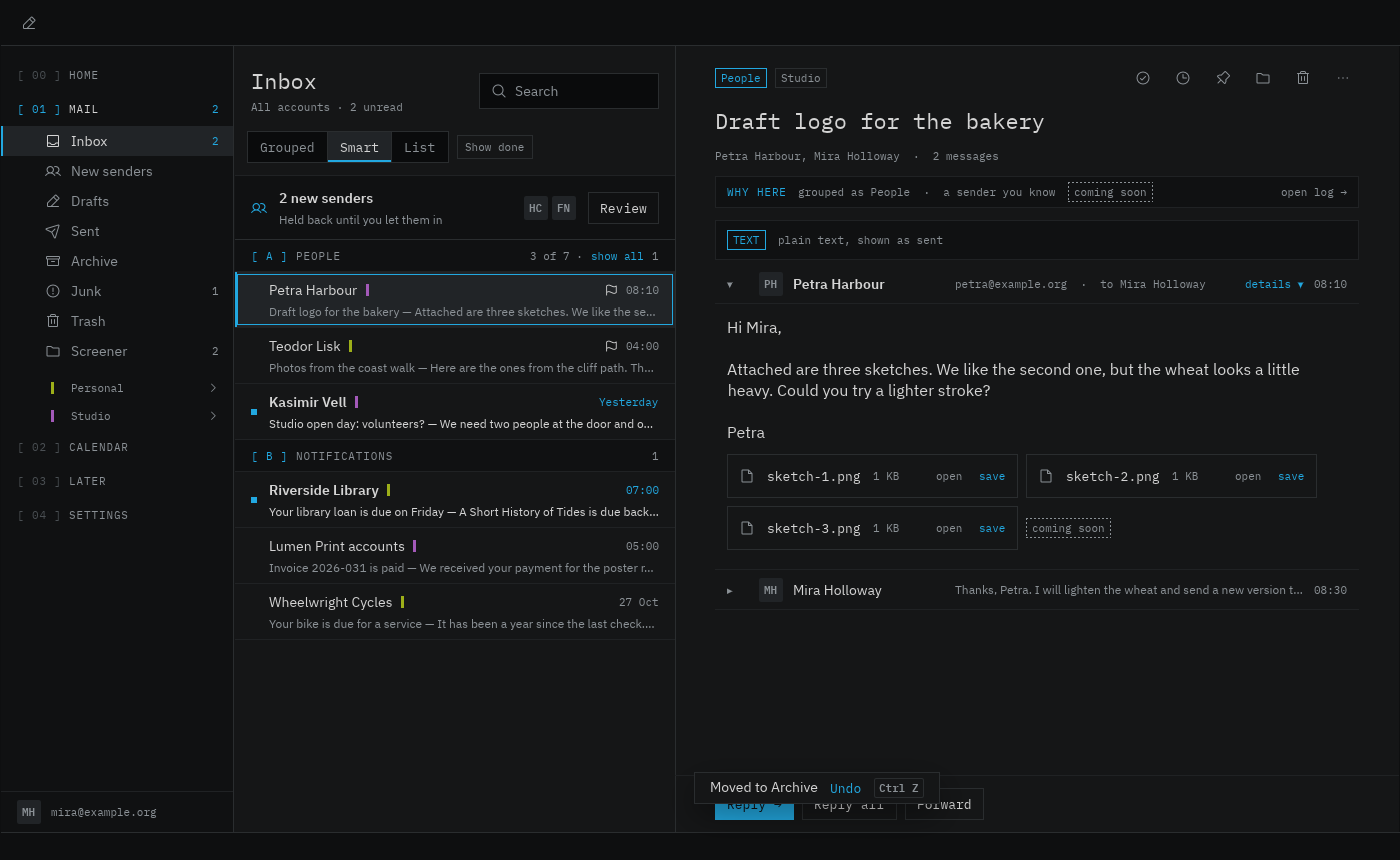 [ 00 ] HOME
[ 01 ] MAIL 2
Inbox 2
New senders
Drafts
Sent
Archive
Junk 1
Trash
Screener 2
Personal
Studio
[ 02 ] CALENDAR
[ 03 ] LATER
[ 04 ] SETTINGS
MH mira@example.org
Inbox
All accounts · 2 unread
Search
Grouped Smart List Show done
2 new senders
Held back until you let them in
HC FN Review
[ A ] PEOPLE 3 of 7 · show all 1
Petra Harbour 08:10
Draft logo for the bakery — Attached are three sketches. We like the se...
Teodor Lisk 04:00
Photos from the coast walk — Here are the ones from the cliff path. Th...
Kasimir Vell Yesterday
Studio open day: volunteers? — We need two people at the door and o...
[ B ] NOTIFICATIONS 1
Riverside Library 07:00
Your library loan is due on Friday — A Short History of Tides is due back...
Lumen Print accounts 05:00
Invoice 2026-031 is paid — We received your payment for the poster r...
Wheelwright Cycles 27 Oct
Your bike is due for a service — It has been a year since the last check....
People Studio
Draft logo for the bakery
Petra Harbour, Mira Holloway · 2 messages
WHY HERE grouped as People · a sender you know coming soon open log →
TEXT plain text, shown as sent
▾ PH Petra Harbour petra@example.org · to Mira Holloway details ▾ 08:10
Hi Mira,
Attached are three sketches. We like the second one, but the wheat looks a little
heavy. Could you try a lighter stroke?
Petra
sketch-1.png 1 KB open save
sketch-2.png 1 KB open save
sketch-3.png 1 KB open save
coming soon
▸ MH Mira Holloway Thanks, Petra. I will lighten the wheat and send a new version t... 08:30
Moved to Archive Undo Ctrl Z
Reply → Reply all Forward